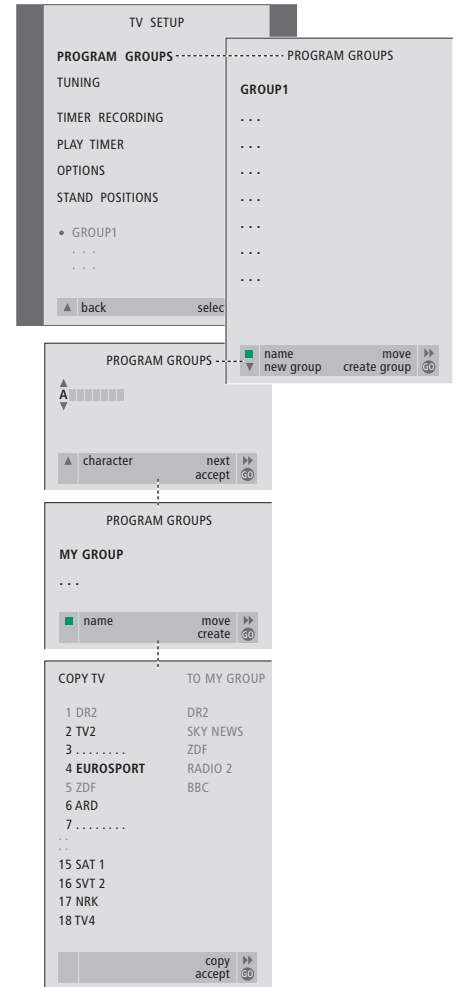 TV SETUP
PROGRAM GROUPS
TUNING
TIMER RECORDING
PLAY TIMER
OPTIONS
STAND POSITIONS
• GROUP1
. . .
. . .
▲ back selec
PROGRAM GROUPS
GROUP1
. . .
. . .
. . .
. . .
. . .
. . .
. . .
name move
new group create group GO
PROGRAM GROUPS
A
▲ character next
accept GO
PROGRAM GROUPS
MY GROUP
. . .
name move
create GO
COPY TV TO MY GROUP
1 DR2 DR2
2 TV2 SKY NEWS
3 . . . . . . . . ZDF
4 EUROSPORT RADIO 2
5 ZDF BBC
6 ARD
7 . . . . . . . .
. .
. .
15 SAT 1
16 SVT 2
17 NRK
18 TV4
copy
accept GO